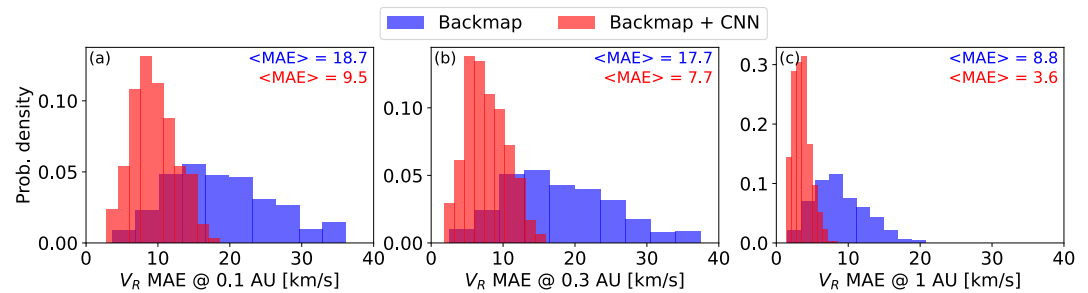 Backmap Backmap + CNN
(a) <MAE> = 18.7
<MAE> = 9.5
(b) <MAE> = 17.7
<MAE> = 7.7
(c) <MAE> = 8.8
<MAE> = 3.6
Prob. density
0.10
0.05
0.00
0 10 20 30 40
V_R MAE @ 0.1 AU [km/s]
0.10
0.05
0.00
0 10 20 30 40
V_R MAE @ 0.3 AU [km/s]
0.3
0.2
0.1
0.0
0 10 20 30 40
V_R MAE @ 1 AU [km/s]